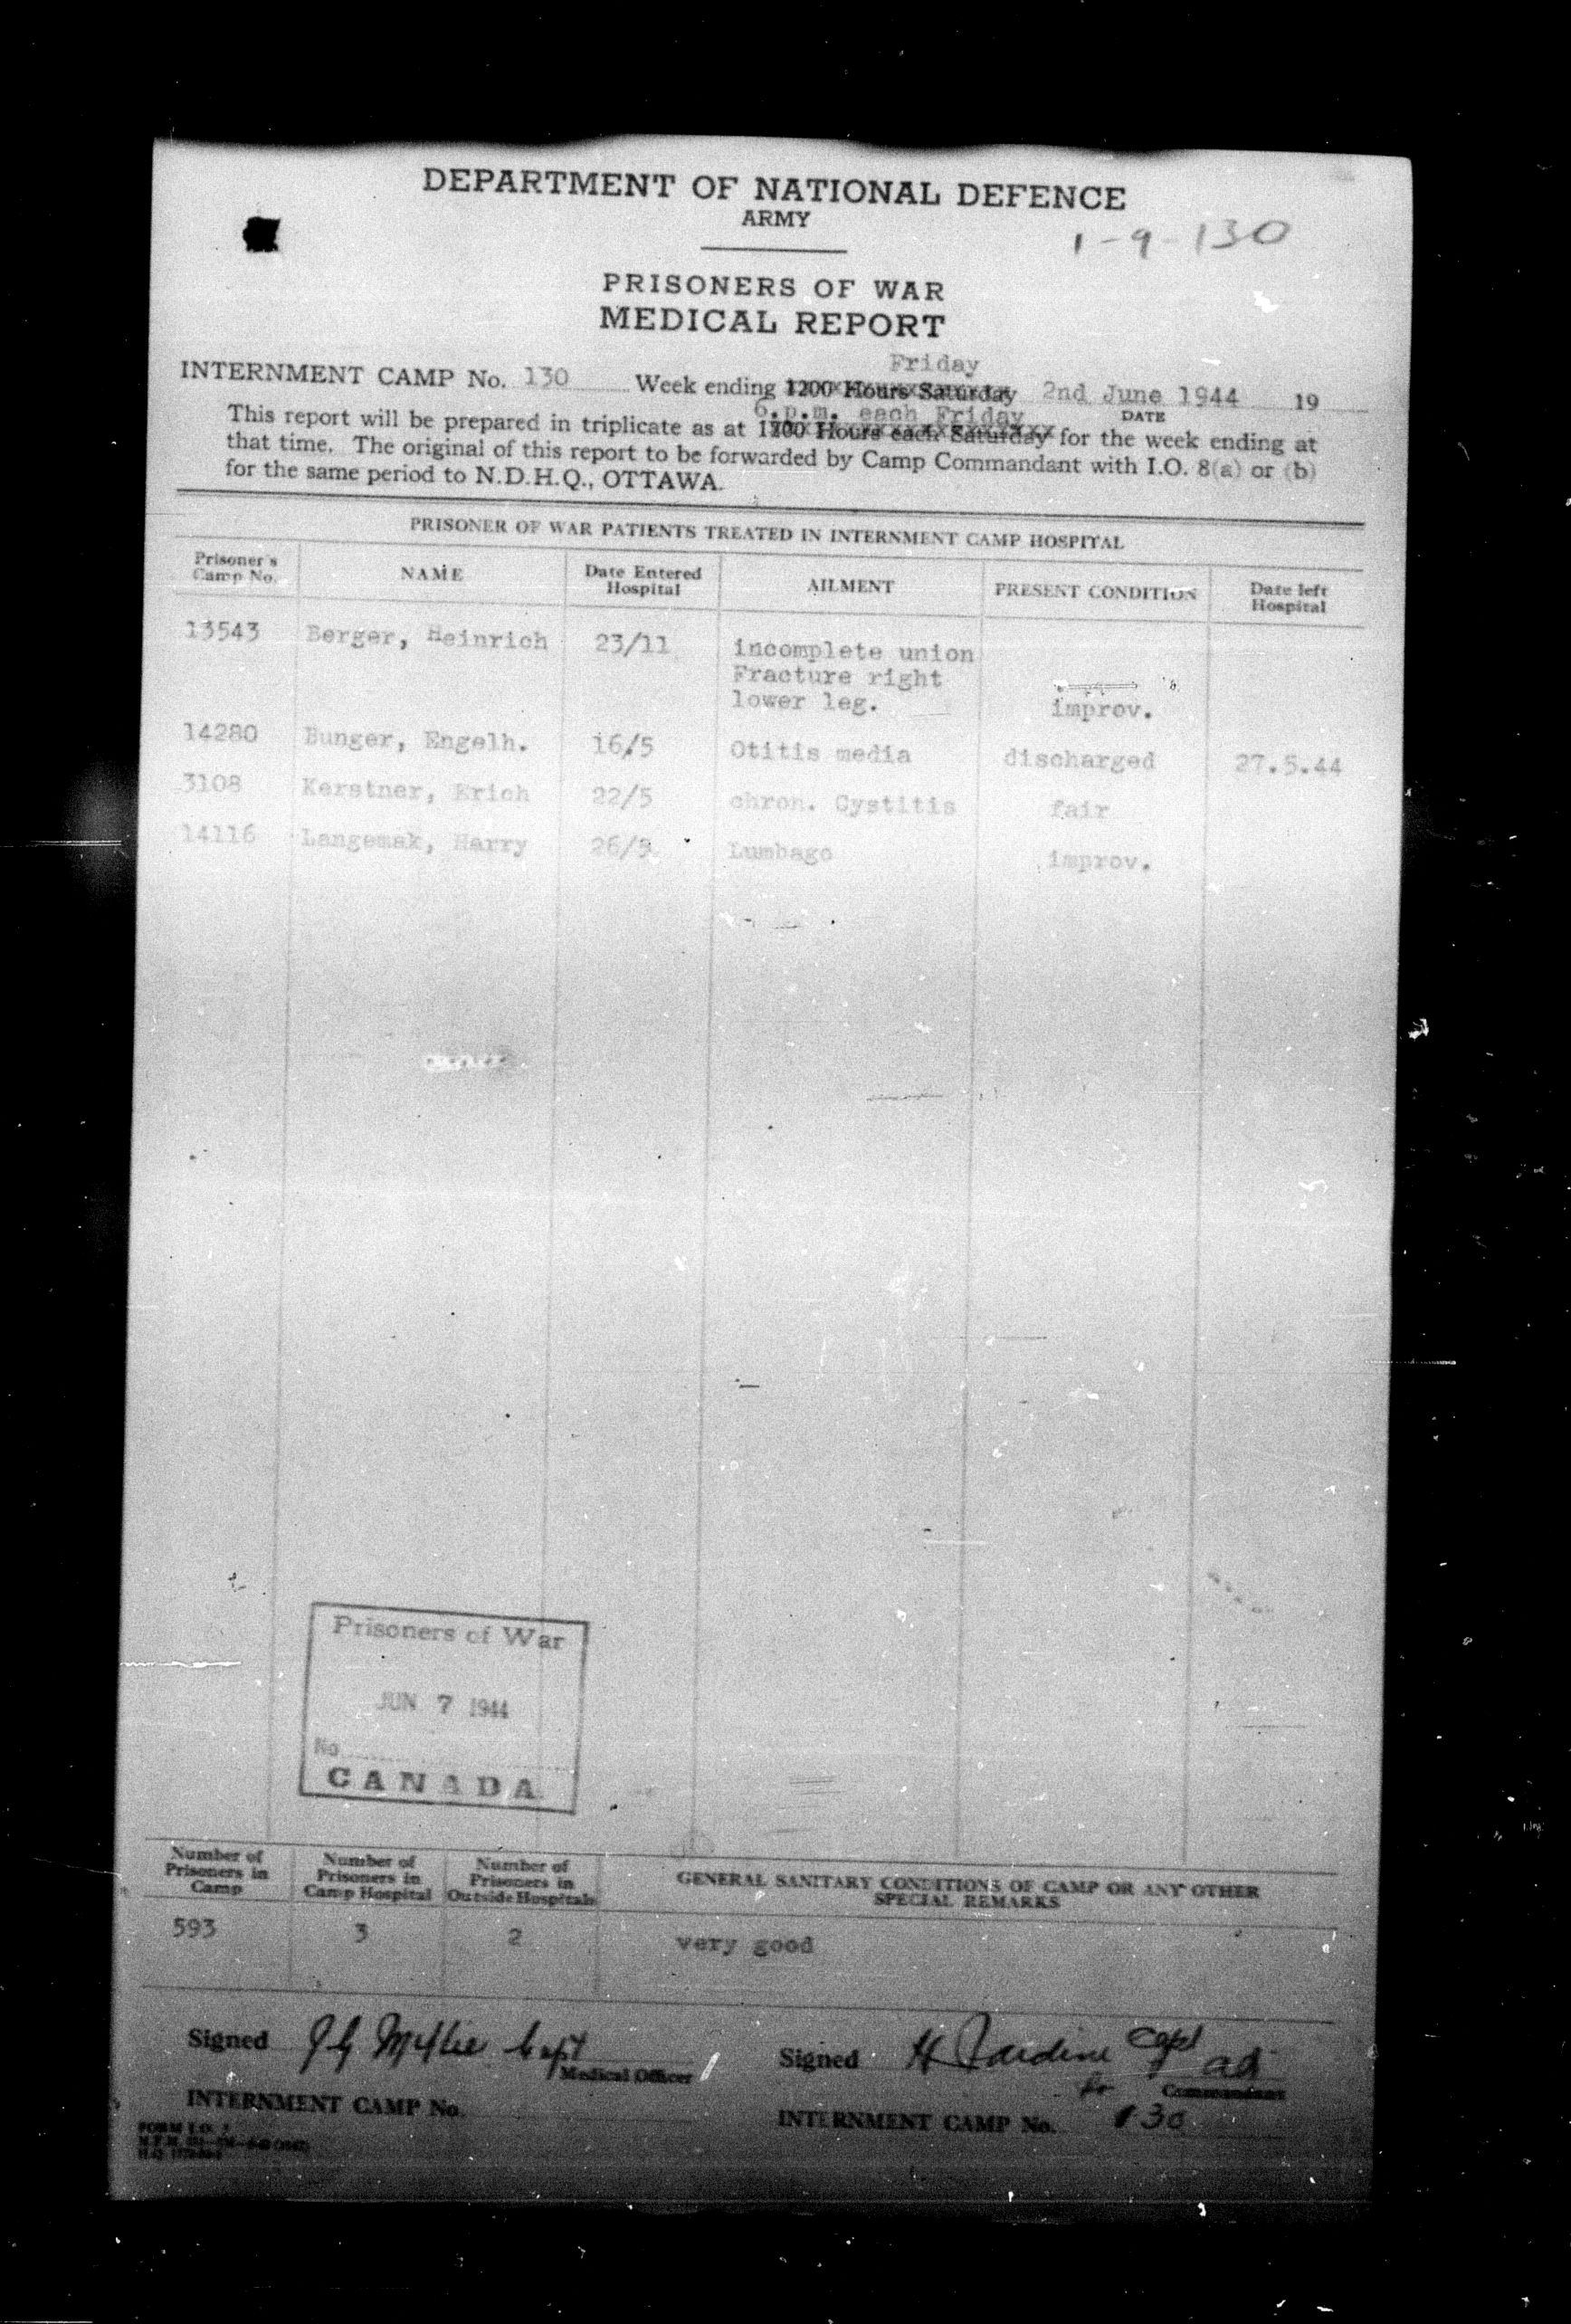 DEPARTMENT OF NATIONAL DEFENCE
ARMY
1-9-130
PRISONERS OF WAR
MEDICAL REPORT
Friday
INTERNMENT CAMP No. 130 Week ending 1200 Hours Saturday 2nd June 1944 19
6.p.m. each Friday DATE
This report will be prepared in triplicate as at 1200 Hours each Saturday for the week ending at
that time. The original of this report to be forwarded by Camp Commandant with I.O. 8(a) or (b)
for the same period to N.D.H.Q., OTTAWA.
PRISONER OF WAR PATIENTS TREATED IN INTERNMENT CAMP HOSPITAL
Prisoner's Camp No. NAME Date Entered Hospital AILMENT PRESENT CONDITION Date left Hospital
13543 Berger, Heinrich 23/11 incomplete union
Fracture right
lower leg. improv.
14280 Bunger, Engelh. 16/5 Otitis media discharged 27.5.44
3108 Kerstner, Erich 22/5 chron. Cystitis fair
14116 Langemak, Harry 26/5 Lumbago improv.
Prisoners of War
JUN 7 1944
No
CANADA
Number of Prisoners in Camp Number of Prisoners in Camp Hospital Number of Prisoners in Outside Hospitals GENERAL SANITARY CONDITIONS OF CAMP OR ANY OTHER
SPECIAL REMARKS
593 3 2 very good
Signed Capt Signed H Jardine Capt adj
Medical Officer for Commandant
INTERNMENT CAMP No. INTERNMENT CAMP No. 130
FORM I.O. 7